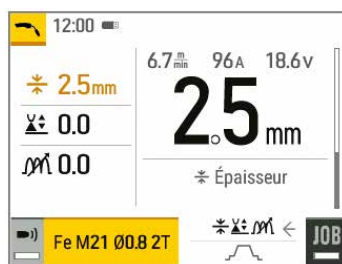 12:00
6.7 m/min 96A 18.6V
2.5mm
0.0
0.0
2.5 mm
Épaisseur
Fe M21 Ø0.8 2T
JOB